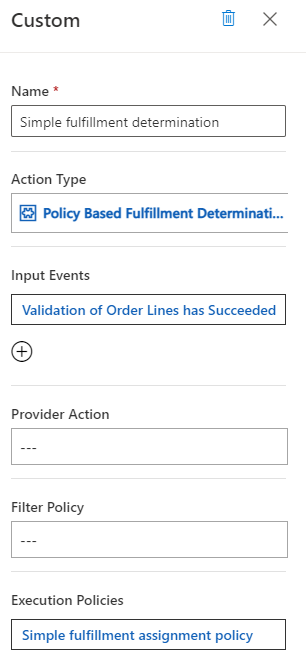 Custom
Name *
Simple fulfillment determination
Action Type
Policy Based Fulfillment Determinati...
Input Events
Validation of Order Lines has Succeeded
Provider Action
---
Filter Policy
---
Execution Policies
Simple fulfillment assignment policy